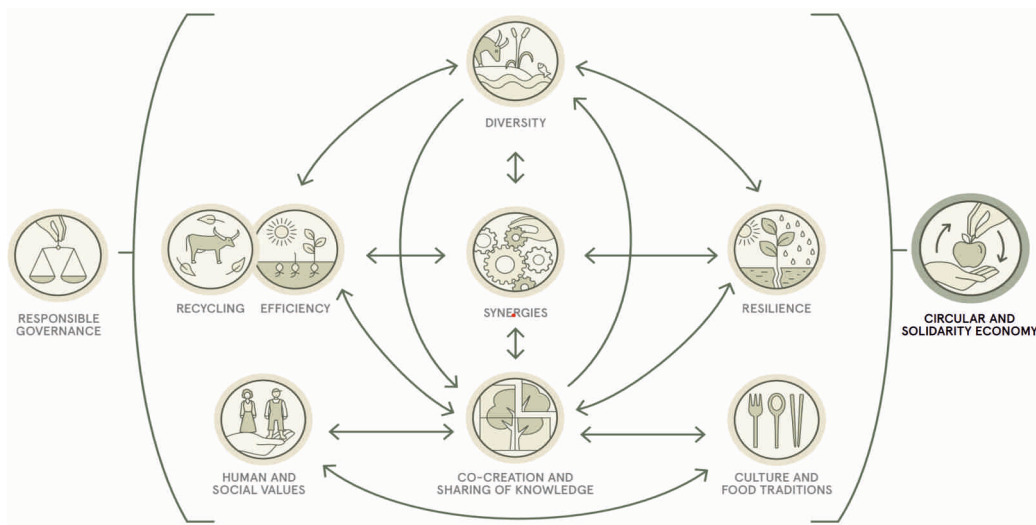 DIVERSITY
RECYCLING
EFFICIENCY
SYNERGIES
RESILIENCE
RESPONSIBLE
GOVERNANCE
CIRCULAR AND
SOLIDARITY ECONOMY
HUMAN AND
SOCIAL VALUES
CO-CREATION AND
SHARING OF KNOWLEDGE
CULTURE AND
FOOD TRADITIONS